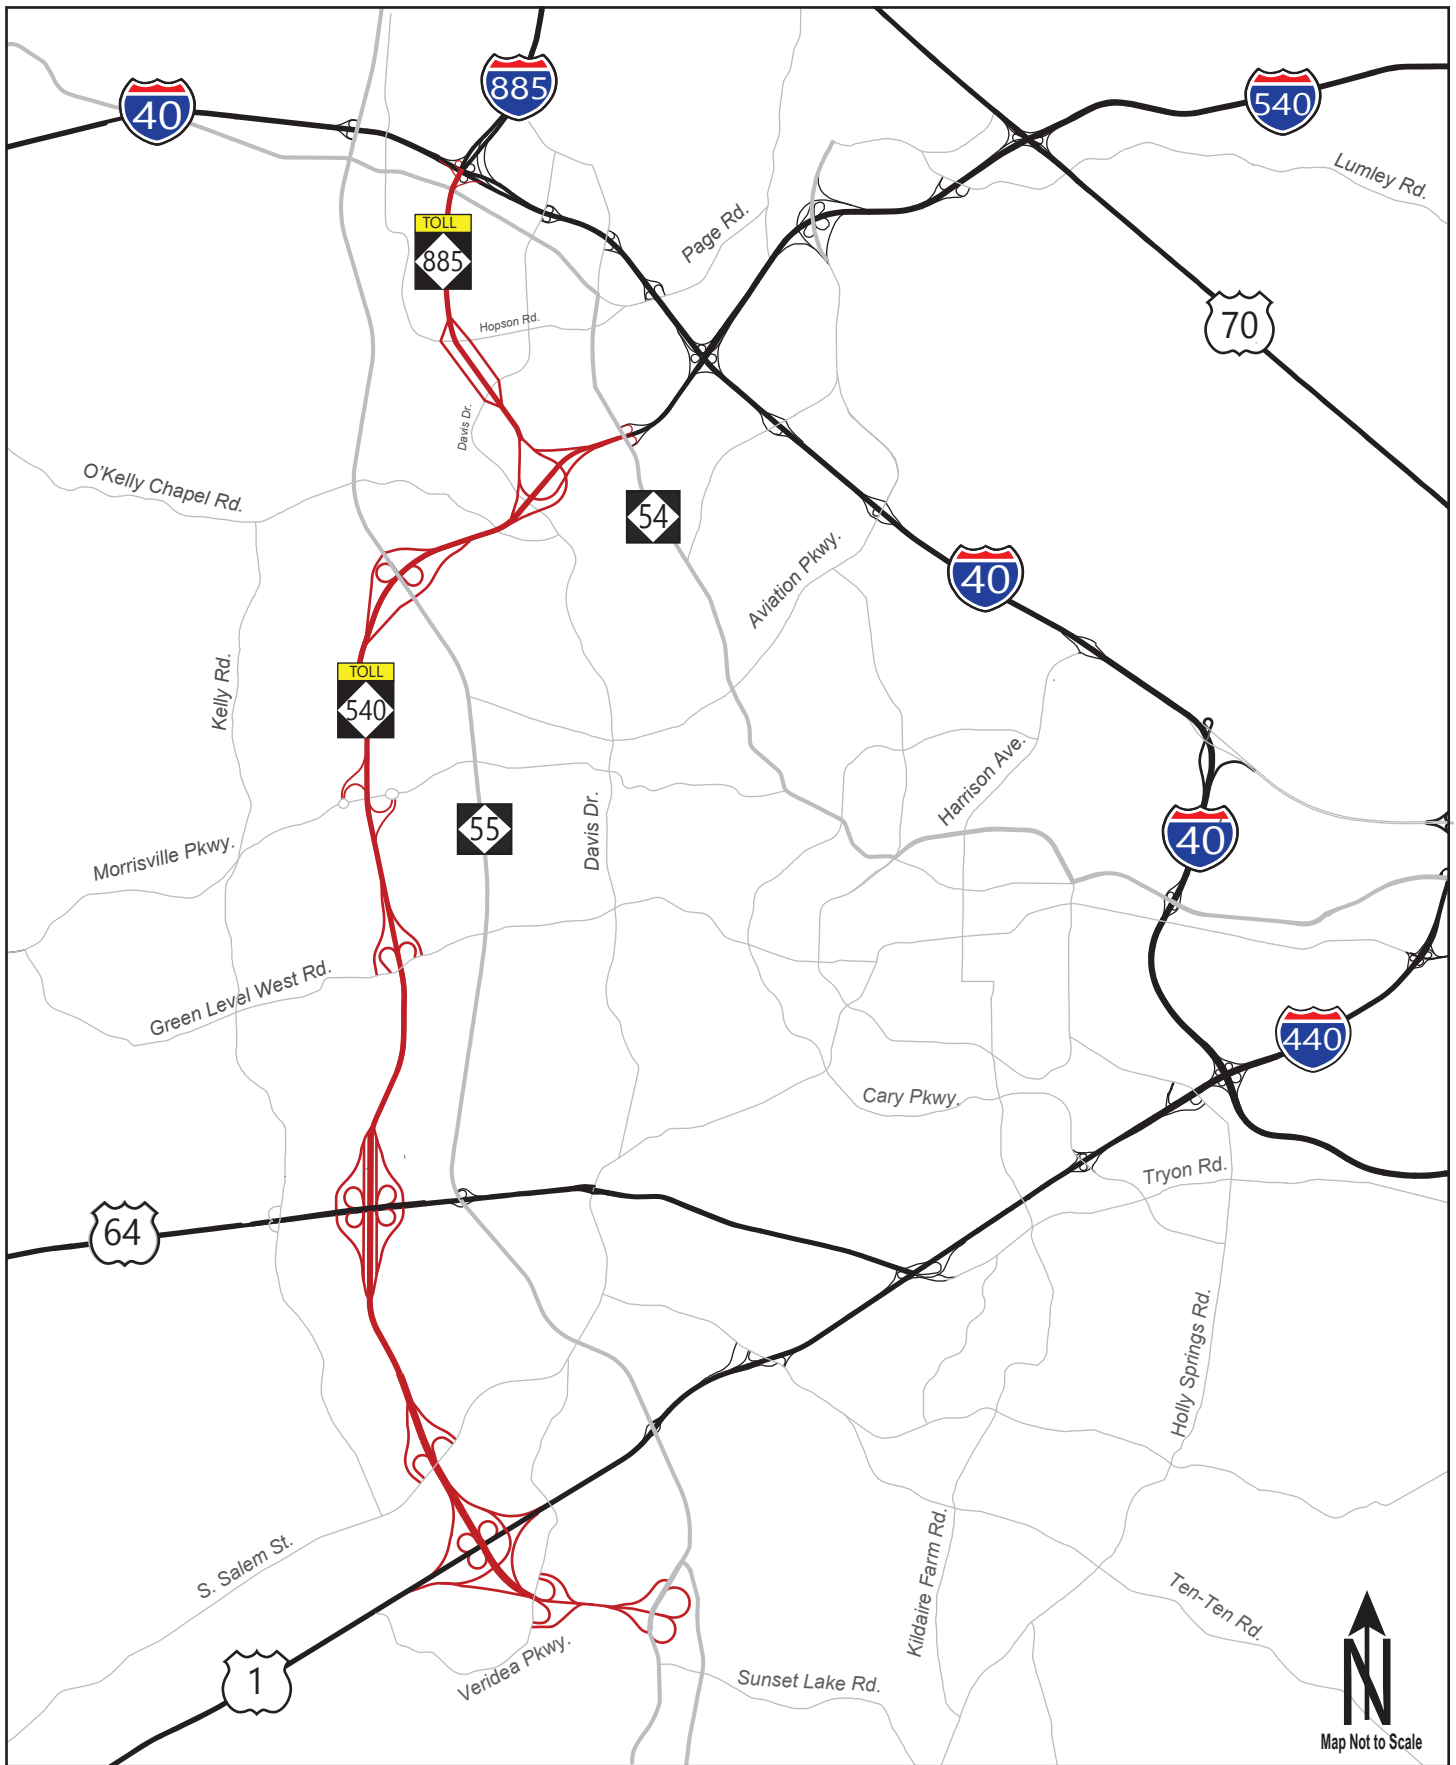 885
40
540
Lumley Rd.
Page Rd.
TOLL
885
70
Hopson Rd.
Davis Dr.
O'Kelly Chapel Rd.
54
Aviation Pkwy.
40
Kelly Rd.
TOLL
540
Harrison Ave.
55
Davis Dr.
40
Morrisville Pkwy.
Green Level West Rd.
440
Cary Pkwy.
Tryon Rd.
64
Holly Springs Rd.
S. Salem St.
Kildaire Farm Rd.
Ten-Ten Rd.
Veridea Pkwy.
1
Sunset Lake Rd.
N
Map Not to Scale